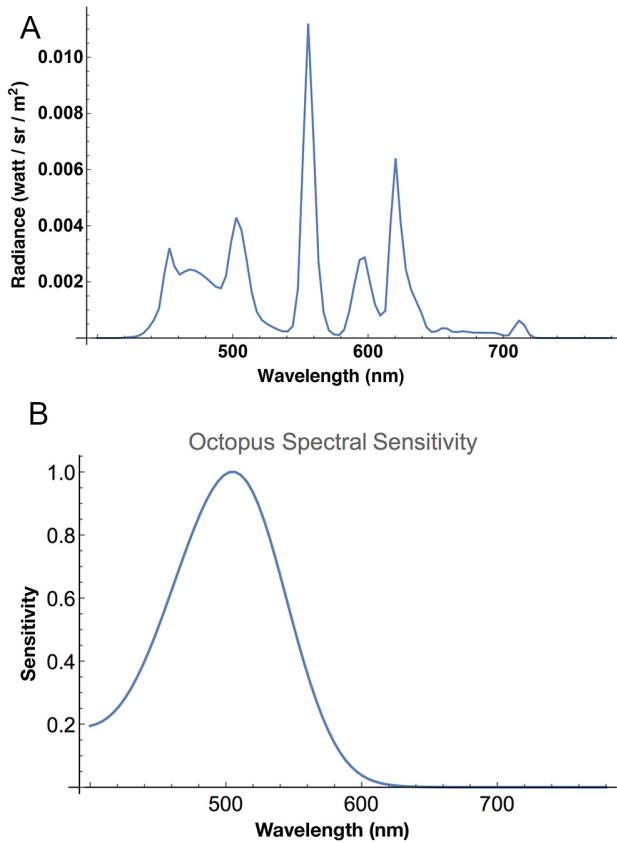 A
0.010
0.008
0.006
0.004
0.002
Radiance (watt / sr / m²)
500
600
700
Wavelength (nm)
B
Octopus Spectral Sensitivity
1.0
0.8
0.6
0.4
0.2
Sensitivity
500
600
700
Wavelength (nm)